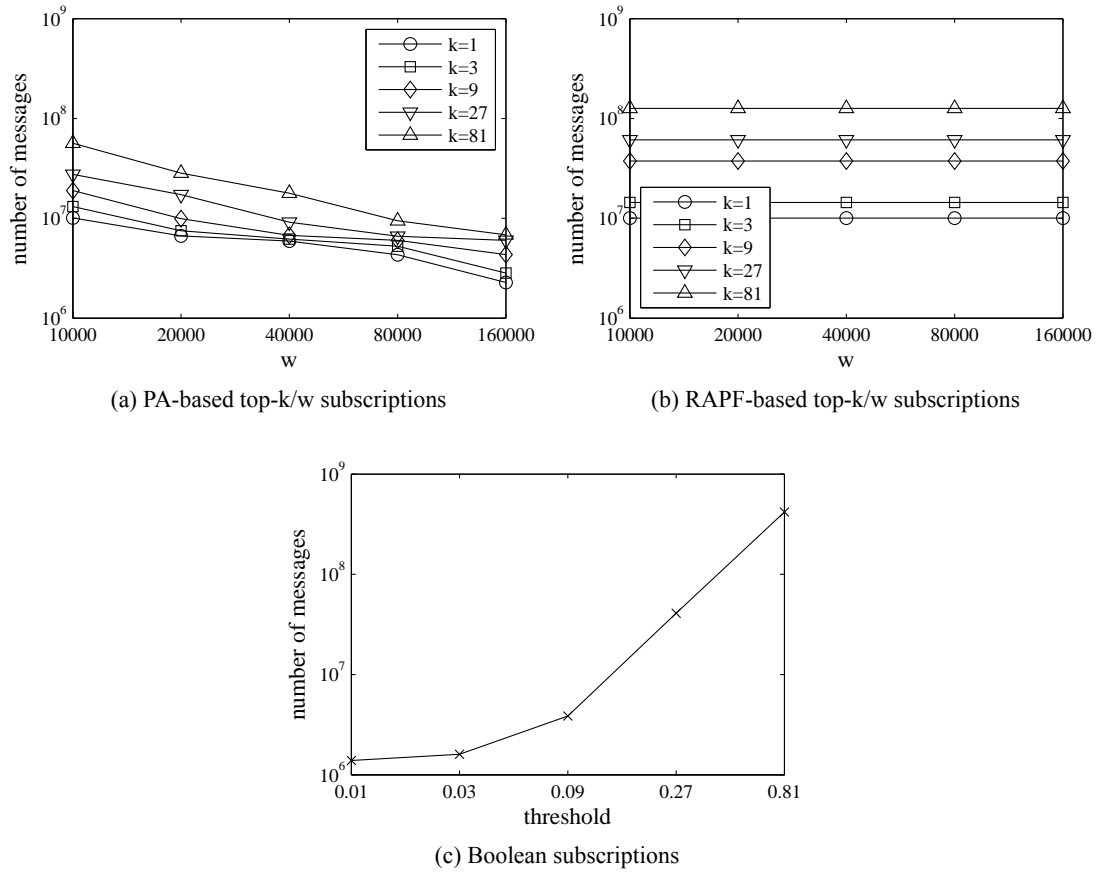 10^9
10^8
10^7
10^6
number of messages
k=1
k=3
k=9
k=27
k=81
10000 20000 40000 80000 160000
w
(a) PA-based top-k/w subscriptions
10^9
10^8
10^7
10^6
number of messages
k=1
k=3
k=9
k=27
k=81
10000 20000 40000 80000 160000
w
(b) RAPF-based top-k/w subscriptions
10^9
10^8
10^7
10^6
number of messages
0.01 0.03 0.09 0.27 0.81
threshold
(c) Boolean subscriptions